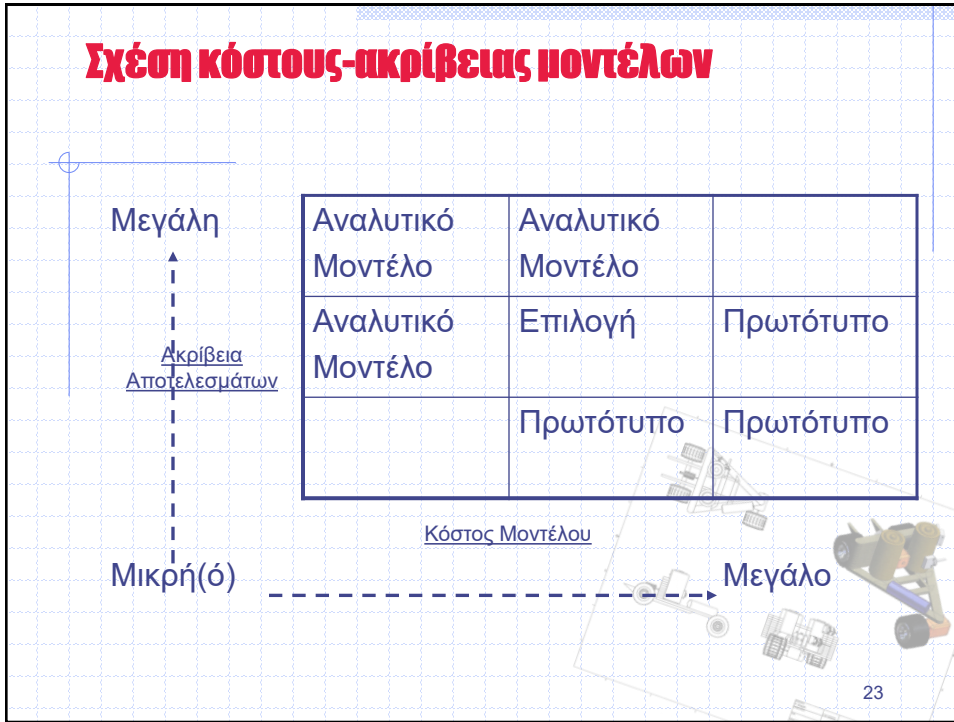 Σχέση κόστους-ακρίβειας μοντέλων
Μεγάλη
Αναλυτικό Μοντέλο
Αναλυτικό Μοντέλο
Ακρίβεια
Αποτελεσμάτων
Αναλυτικό Μοντέλο
Επιλογή
Πρωτότυπο
Πρωτότυπο
Πρωτότυπο
Κόστος Μοντέλου
Μικρή(ό)
Μεγάλο
23